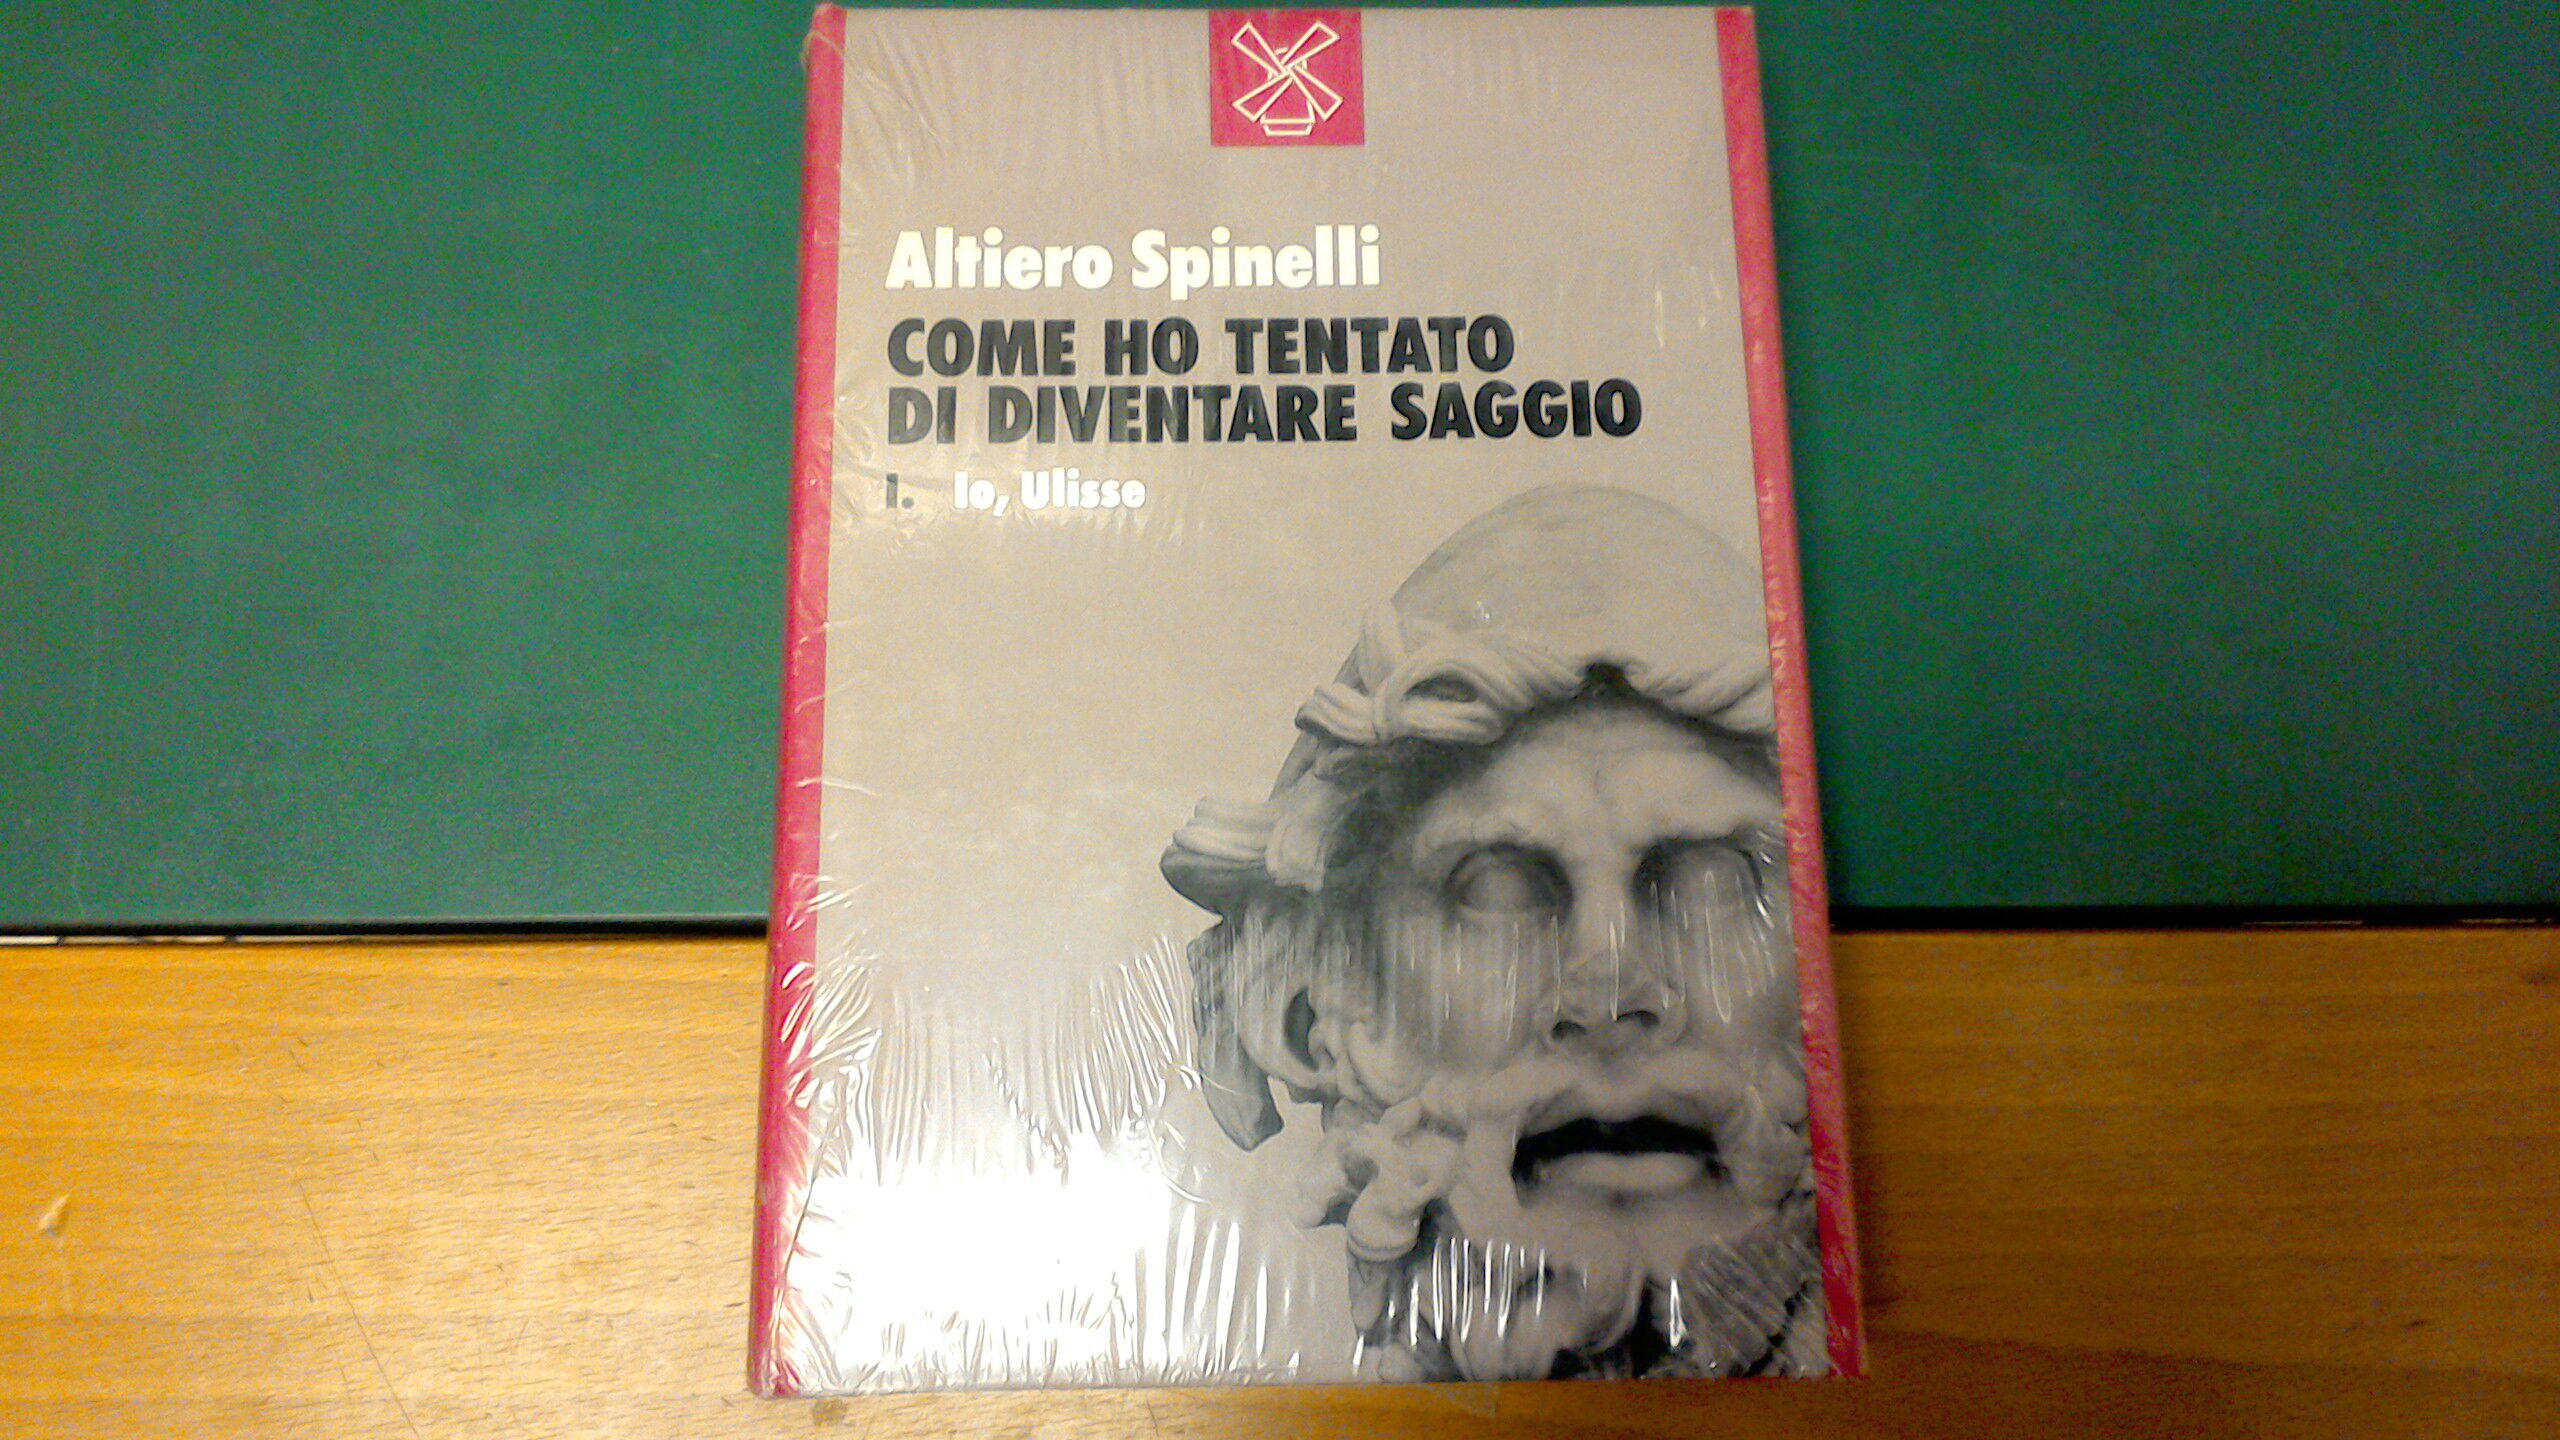 Altiero Spinelli
COME HO TENTATO
DI DIVENTARE SAGGIO
I. Io, Ulisse